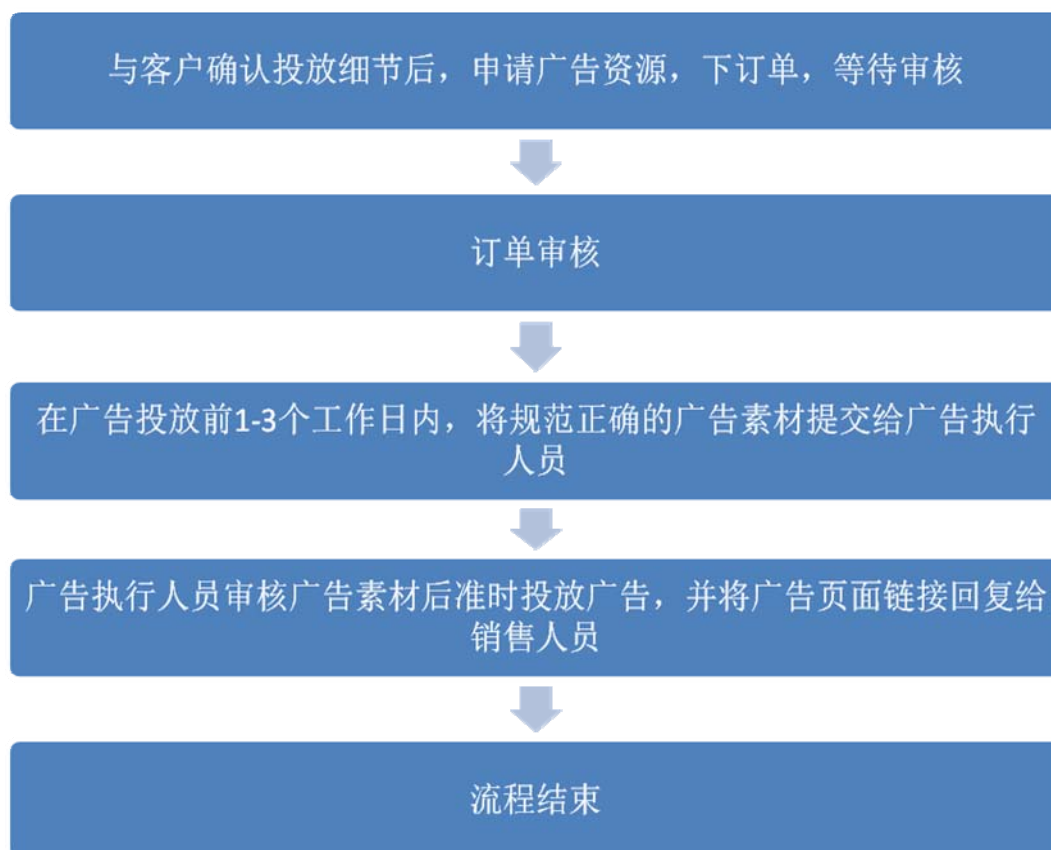 与客户确认投放细节后，申请广告资源，下订单，等待审核
订单审核
在广告投放前1-3个工作日内，将规范正确的广告素材提交给广告执行
人员
广告执行人员审核广告素材后准时投放广告，并将广告页面链接回复给
销售人员
流程结束